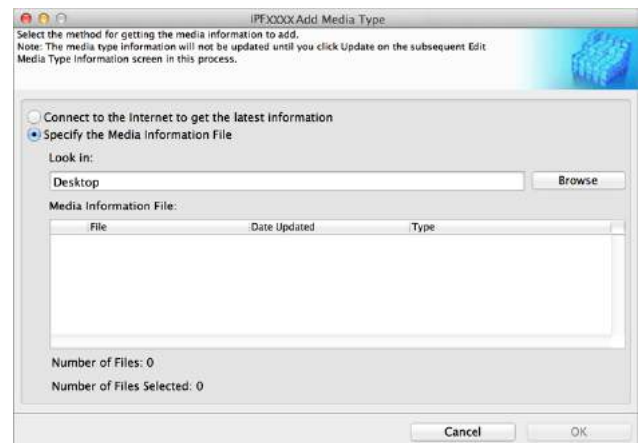 iPFXXXX Add Media Type
Select the method for getting the media information to add.
Note: The media type information will not be updated until you click Update on the subsequent Edit
Media Type Information screen in this process.
Connect to the Internet to get the latest information
Specify the Media Information File
Look in:
Desktop
Browse
Media Information File:
File Date Updated Type
Number of Files: 0
Number of Files Selected: 0
Cancel OK